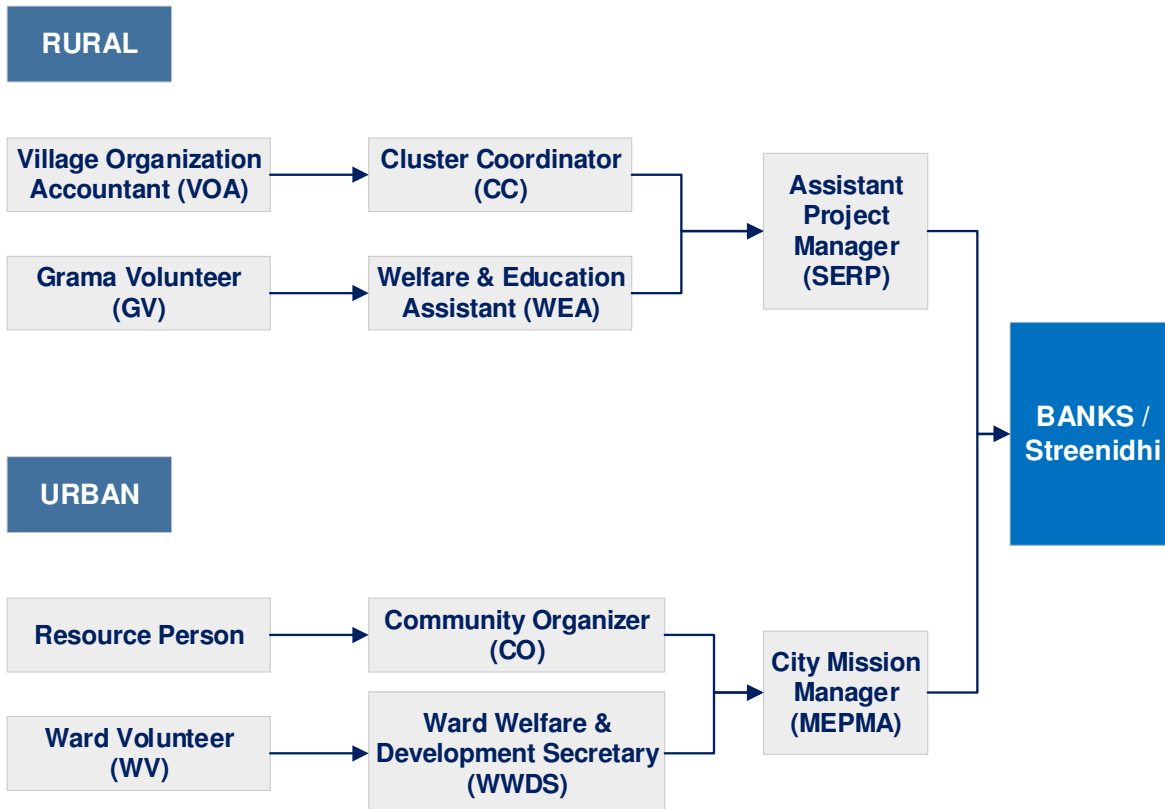 RURAL
Village Organization
Accountant (VOA)
Cluster Coordinator
(CC)
Assistant
Project
Manager
(SERP)
Grama Volunteer
(GV)
Welfare & Education
Assistant (WEA)
BANKS /
Streenidhi
URBAN
Resource Person
Community Organizer
(CO)
City Mission
Manager
(MEPMA)
Ward Volunteer
(WV)
Ward Welfare &
Development Secretary
(WWDS)